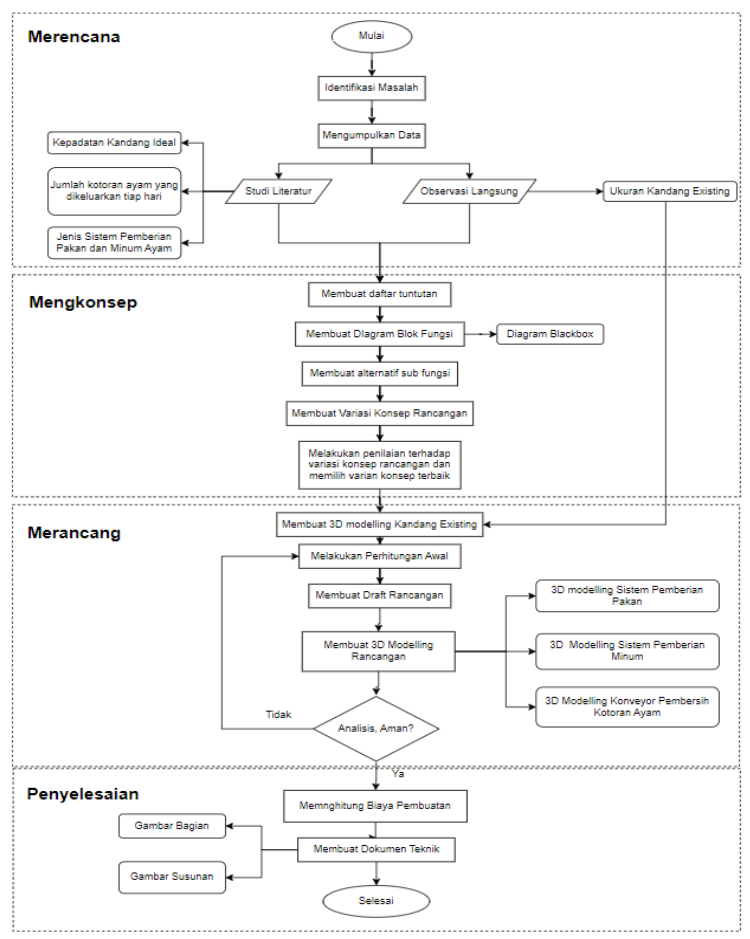 Merencana
Mulai
Identifikasi Masalah
Mengumpulkan Data
Kepadatan Kandang Ideal
Jumlah kotoran ayam yang
dikeluarkan tiap hari
Jenis Sistem Pemberian
Pakan dan Minum Ayam
Studi Literatur
Observasi Langsung
Ukuran Kandang Existing
Mengkonsep
Membuat daftar tuntutan
Membuat DIagram Blok Fungsi
Diagram Blackbox
Membuat alternatif sub fungsi
Membuat Variasi Konsep Rancangan
Melakukan penilaian terhadap
variasi konsep rancangan dan
memilih varian konsep terbaik
Merancang
Membuat 3D modelling Kandang Existing
Melakukan Perhitungan Awal
Membuat Draft Rancangan
Membuat 3D Modelling
Rancangan
3D modelling Sistem Pemberian
Pakan
3D Modelling Sistem Pemberian
Minum
3D Modelling Konveyor Pembersih
Kotoran Ayam
Tidak
Analisis, Aman?
Ya
Penyelesaian
Memnghitung Biaya Pembuatan
Gambar Bagian
Membuat Dokumen Teknik
Gambar Susunan
Selesai